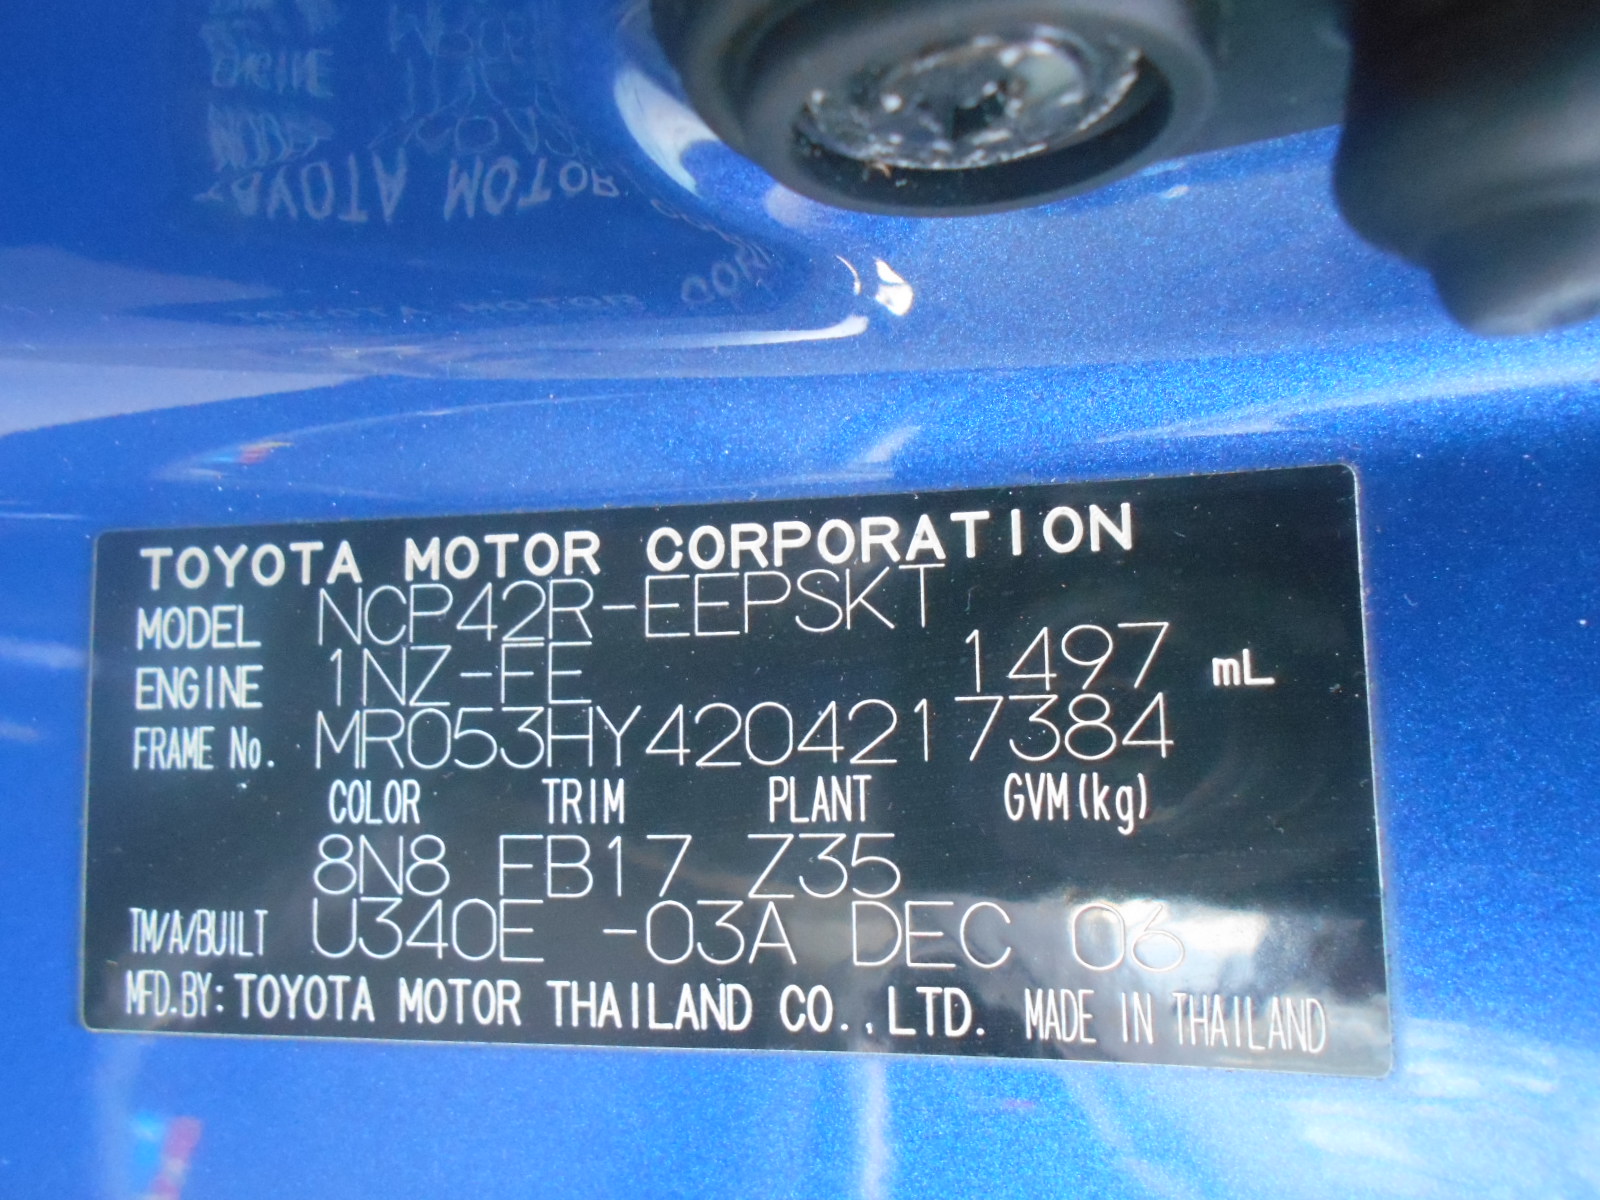 TOYOTA MOTOR CORPORATION
MODEL NCP42R-EEPSKT
ENGINE 1NZ-FE 1497 mL
FRAME No. MR053HY4204217384
COLOR TRIM PLANT GVM(kg)
8N8 FB17 Z35
TM/A/BUILT U340E -03A DEC 06
MFD.BY: TOYOTA MOTOR THAILAND CO.,LTD. MADE IN THAILAND